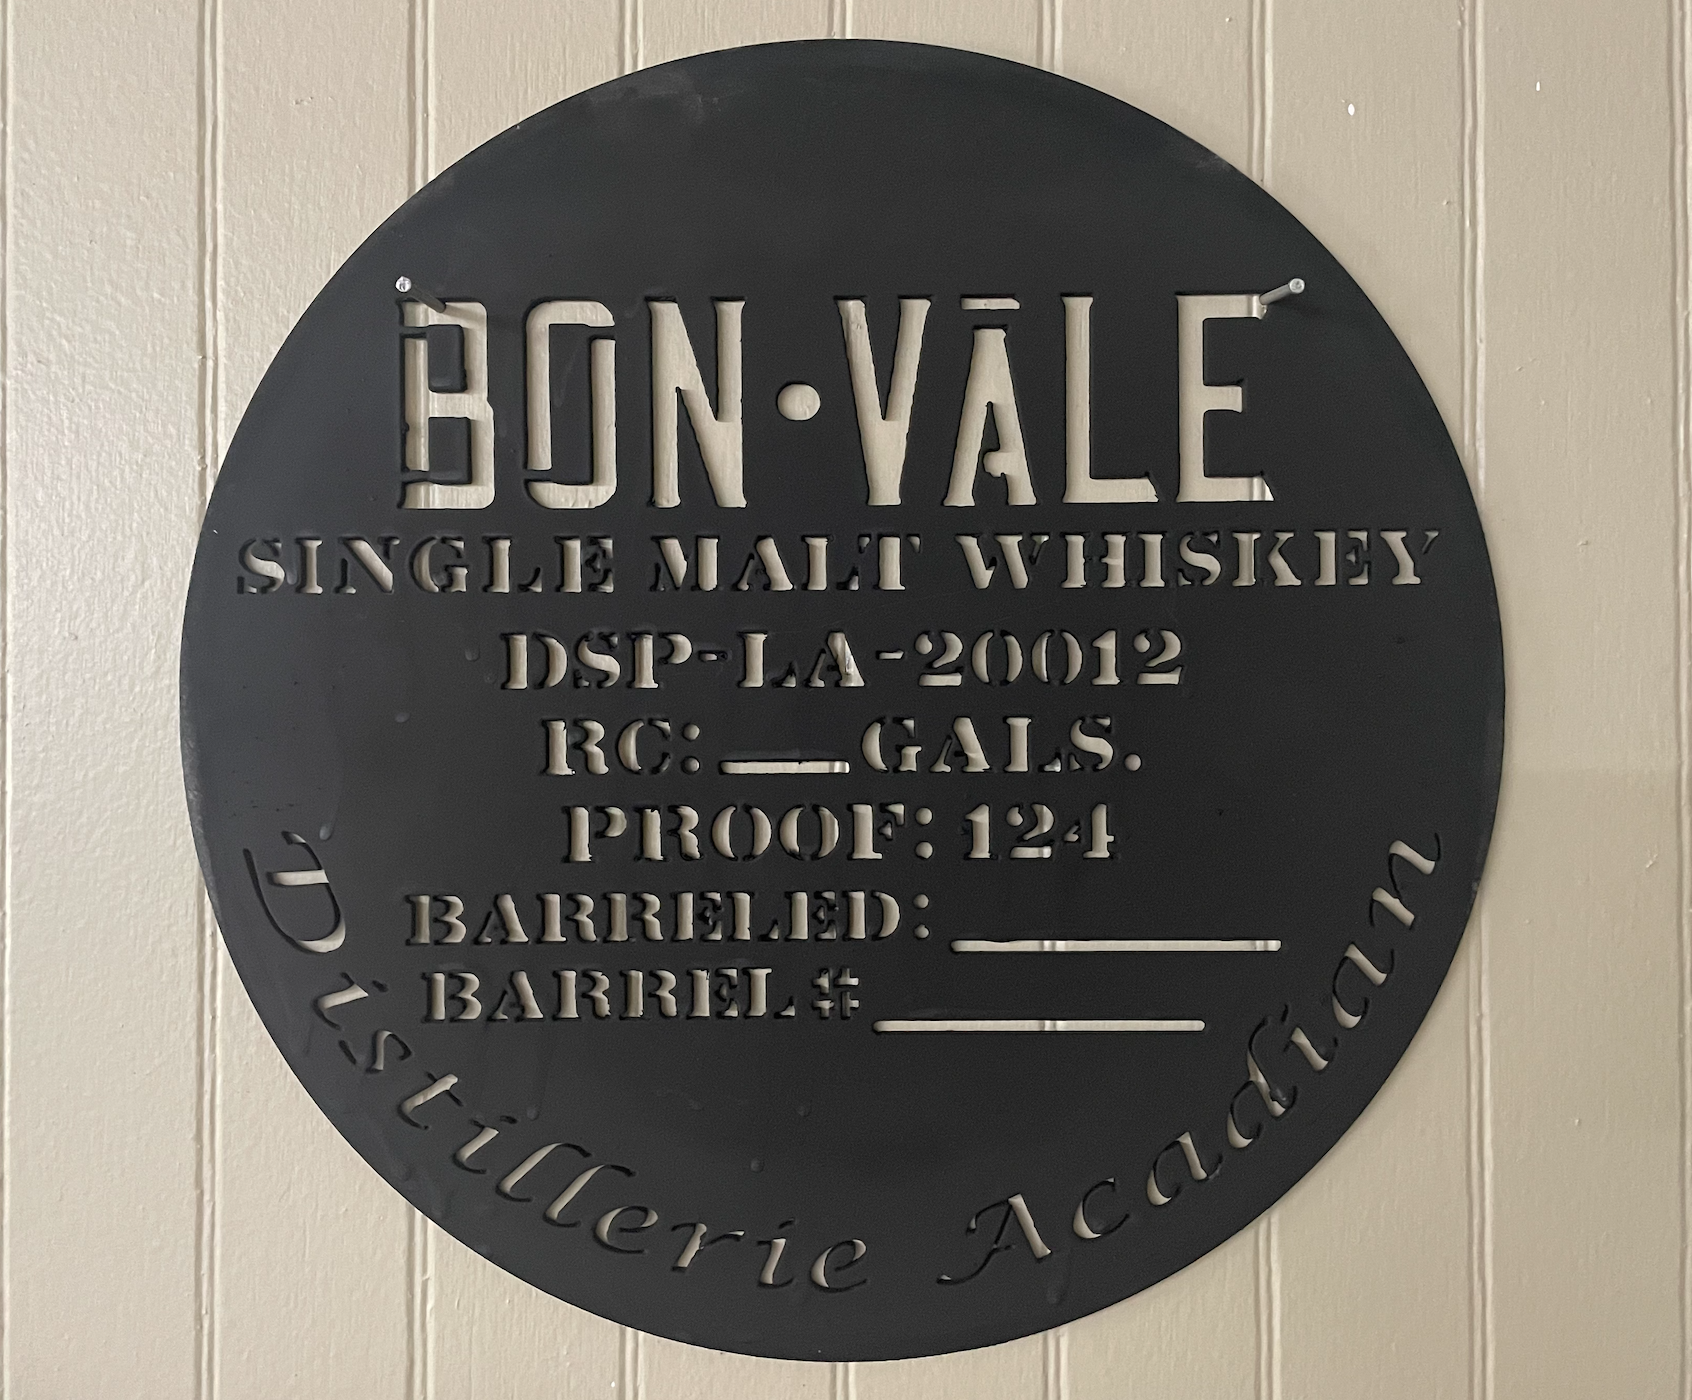 BON·VĀLE
SINGLE MALT WHISKEY
DSP-LA-20012
RC: __ GALS.
PROOF: 124
BARRELED: ________
BARREL # ________
Distillerie Acadian